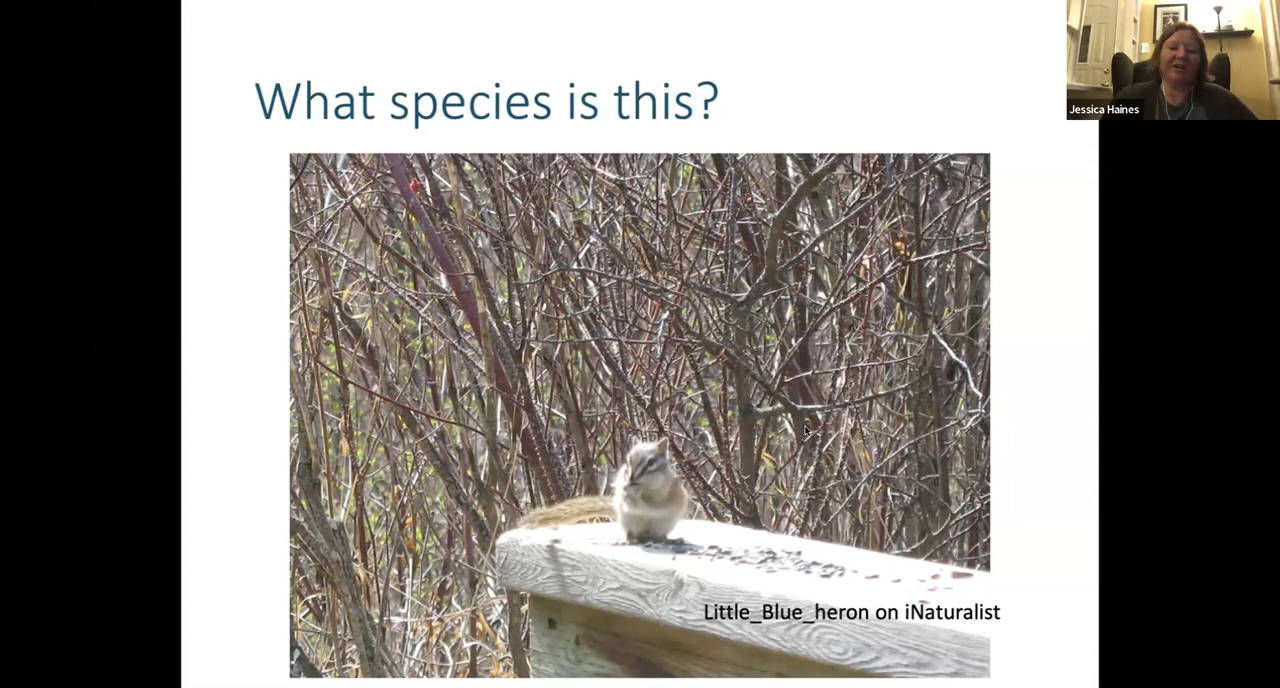 What species is this?
Jessica Haines
Little_Blue_heron on iNaturalist